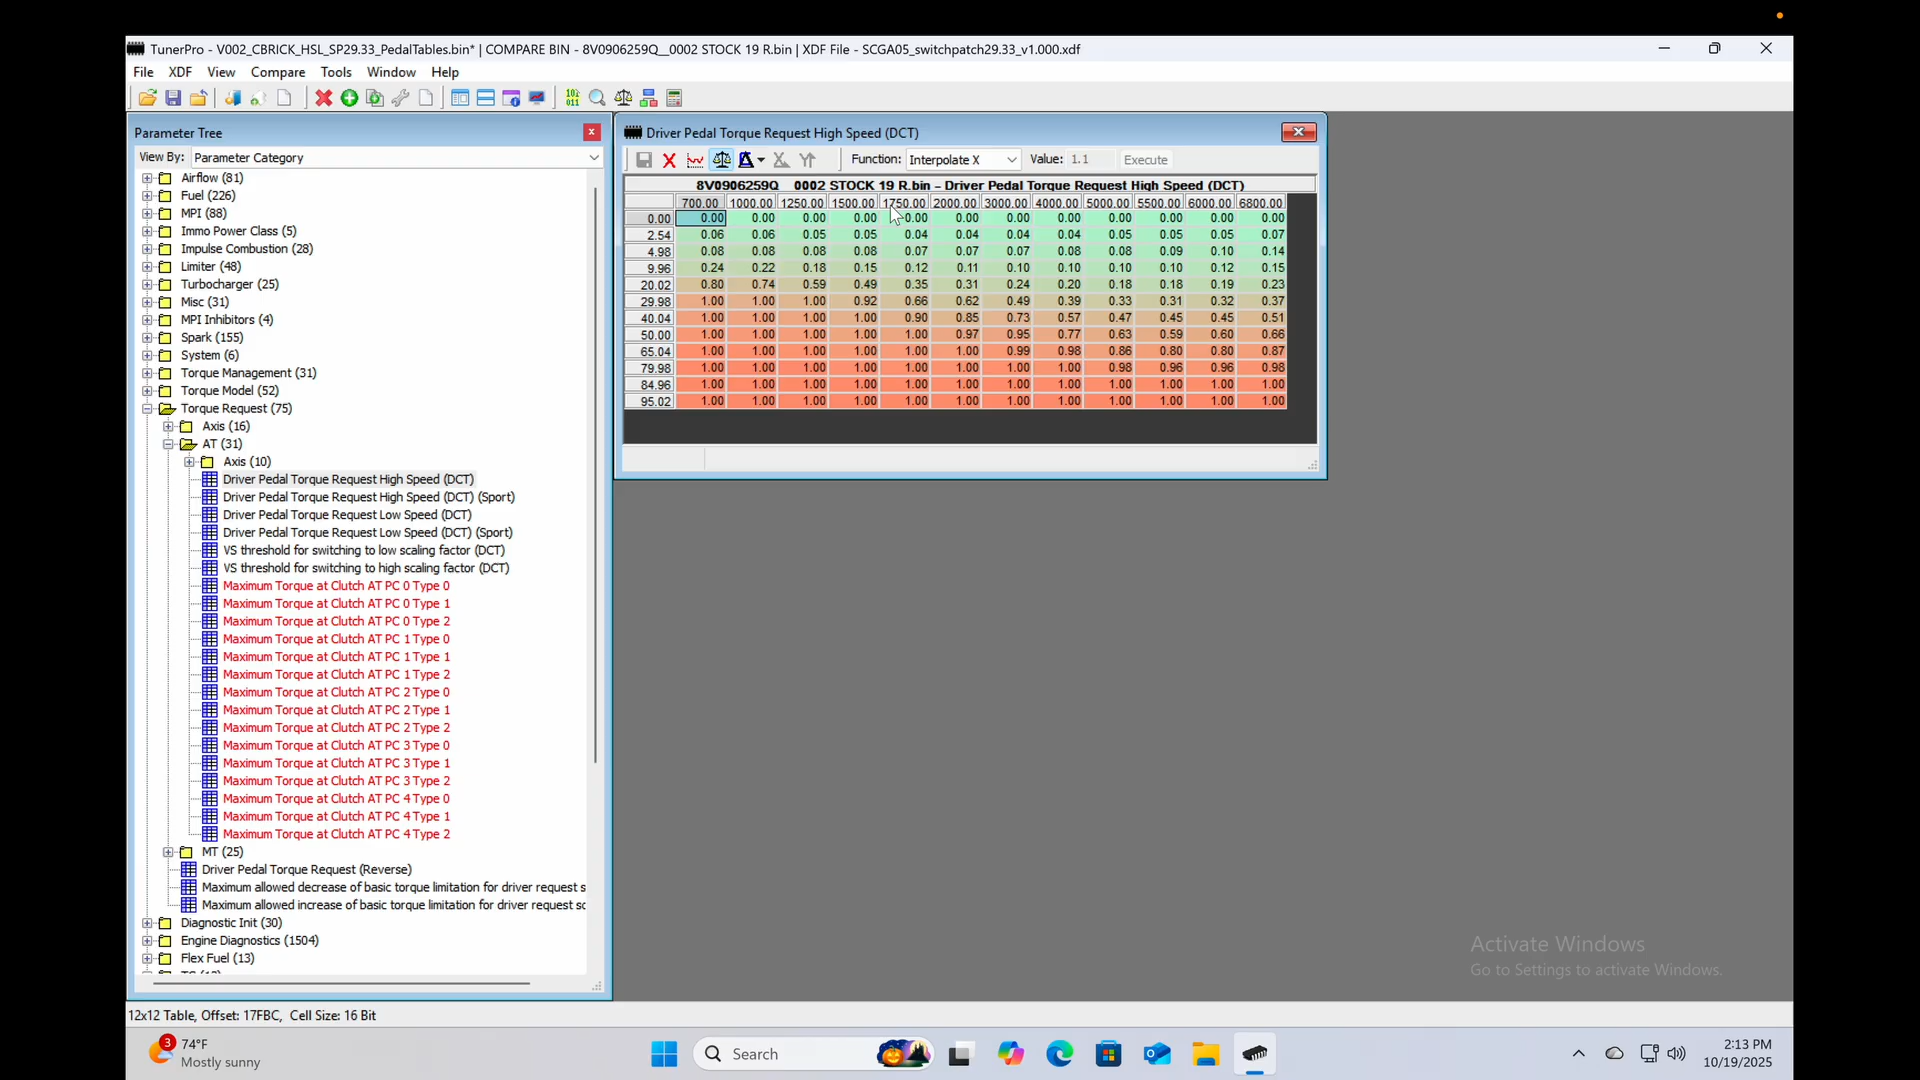 TunerPro - V002_CBRICK_HSL_SP29.33_PedalTables.bin* | COMPARE BIN - 8V0906259Q__0002 STOCK 19 R.bin | XDF File - SCGA05_switchpatch29.33_v1.000.xdf
File XDF View Compare Tools Window Help
Parameter Tree
View By: Parameter Category
Airflow (81)
Fuel (226)
MPI (88)
Immo Power Class (5)
Impulse Combustion (28)
Limiter (48)
Turbocharger (25)
Misc (31)
MPI Inhibitors (4)
Spark (155)
System (6)
Torque Management (31)
Torque Model (52)
Torque Request (75)
Axis (16)
AT (31)
Axis (10)
Driver Pedal Torque Request High Speed (DCT)
Driver Pedal Torque Request High Speed (DCT) (Sport)
Driver Pedal Torque Request Low Speed (DCT)
Driver Pedal Torque Request Low Speed (DCT) (Sport)
VS threshold for switching to low scaling factor (DCT)
VS threshold for switching to high scaling factor (DCT)
Maximum Torque at Clutch AT PC 0 Type 0
Maximum Torque at Clutch AT PC 0 Type 1
Maximum Torque at Clutch AT PC 0 Type 2
Maximum Torque at Clutch AT PC 1 Type 0
Maximum Torque at Clutch AT PC 1 Type 1
Maximum Torque at Clutch AT PC 1 Type 2
Maximum Torque at Clutch AT PC 2 Type 0
Maximum Torque at Clutch AT PC 2 Type 1
Maximum Torque at Clutch AT PC 2 Type 2
Maximum Torque at Clutch AT PC 3 Type 0
Maximum Torque at Clutch AT PC 3 Type 1
Maximum Torque at Clutch AT PC 3 Type 2
Maximum Torque at Clutch AT PC 4 Type 0
Maximum Torque at Clutch AT PC 4 Type 1
Maximum Torque at Clutch AT PC 4 Type 2
MT (25)
Driver Pedal Torque Request (Reverse)
Maximum allowed decrease of basic torque limitation for driver request s
Maximum allowed increase of basic torque limitation for driver request sc
Diagnostic Init (30)
Engine Diagnostics (1504)
Flex Fuel (13)
Driver Pedal Torque Request High Speed (DCT)
Function: Interpolate X Value: 1.1 Execute
8V0906259Q__0002 STOCK 19 R.bin - Driver Pedal Torque Request High Speed (DCT)
700.00 1000.00 1250.00 1500.00 1750.00 2000.00 3000.00 4000.00 5000.00 5500.00 6000.00 6800.00
0.00 0.00 0.00 0.00 0.00 0.00 0.00 0.00 0.00 0.00 0.00 0.00 0.00
2.54 0.06 0.06 0.05 0.05 0.04 0.04 0.04 0.04 0.05 0.05 0.05 0.07
4.98 0.08 0.08 0.08 0.08 0.07 0.07 0.07 0.08 0.08 0.09 0.10 0.14
9.96 0.24 0.22 0.18 0.15 0.12 0.11 0.10 0.10 0.10 0.10 0.12 0.15
20.02 0.80 0.74 0.59 0.49 0.35 0.31 0.24 0.20 0.18 0.18 0.19 0.23
29.98 1.00 1.00 1.00 0.92 0.66 0.62 0.49 0.39 0.33 0.31 0.32 0.37
40.04 1.00 1.00 1.00 1.00 0.90 0.85 0.73 0.57 0.47 0.45 0.45 0.51
50.00 1.00 1.00 1.00 1.00 1.00 0.97 0.95 0.77 0.63 0.59 0.60 0.66
65.04 1.00 1.00 1.00 1.00 1.00 1.00 0.99 0.98 0.86 0.80 0.80 0.87
79.98 1.00 1.00 1.00 1.00 1.00 1.00 1.00 1.00 0.98 0.96 0.96 0.98
84.96 1.00 1.00 1.00 1.00 1.00 1.00 1.00 1.00 1.00 1.00 1.00 1.00
95.02 1.00 1.00 1.00 1.00 1.00 1.00 1.00 1.00 1.00 1.00 1.00 1.00
Activate Windows
Go to Settings to activate Windows.
12x12 Table, Offset: 17FBC, Cell Size: 16 Bit
3
74°F
Mostly sunny
Search
2:13 PM
10/19/2025